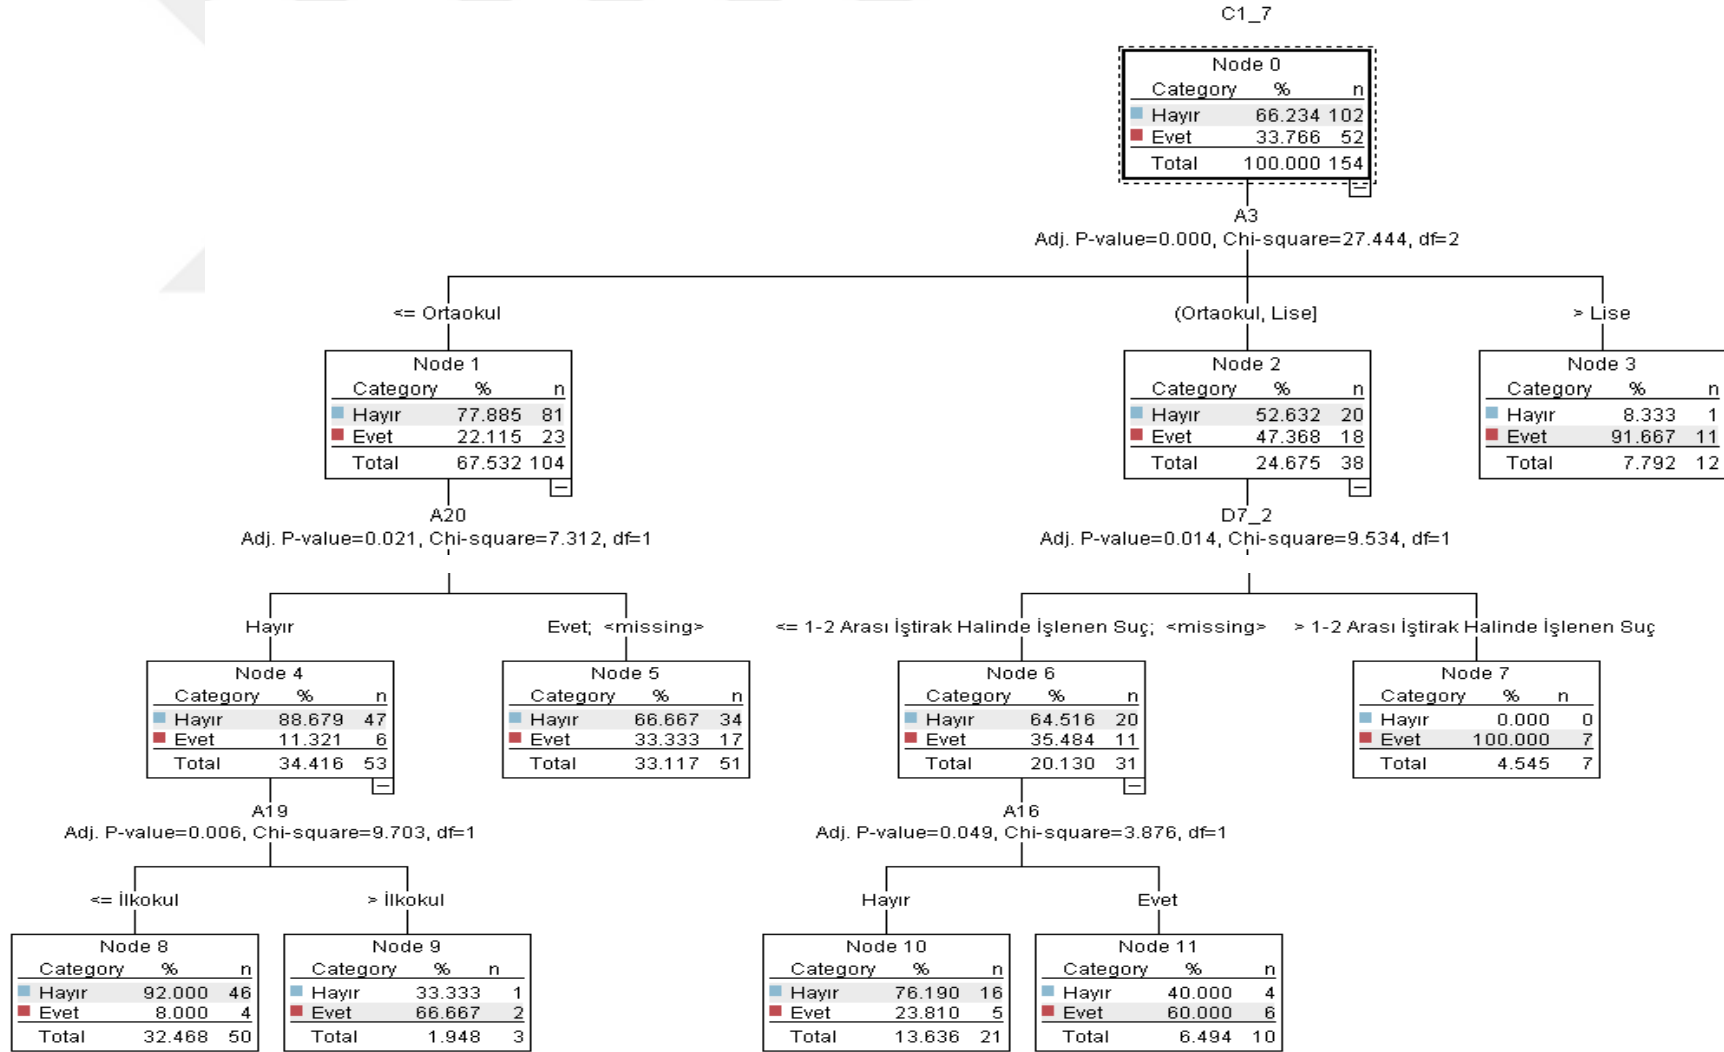 C1_7
Node 0
Category % n
Hayır 66.234 102
Evet 33.766 52
Total 100.000 154
A3
Adj. P-value=0.000, Chi-square=27.444, df=2
<= Ortaokul
(Ortaokul, Lise]
> Lise
Node 1
Category % n
Hayır 77.885 81
Evet 22.115 23
Total 67.532 104
Node 2
Category % n
Hayır 52.632 20
Evet 47.368 18
Total 24.675 38
Node 3
Category % n
Hayır 8.333 1
Evet 91.667 11
Total 7.792 12
A20
Adj. P-value=0.021, Chi-square=7.312, df=1
D7_2
Adj. P-value=0.014, Chi-square=9.534, df=1
Hayır
Evet; <missing>
<= 1-2 Arası İştirak Halinde İşlenen Suç; <missing>
> 1-2 Arası İştirak Halinde İşlenen Suç
Node 4
Category % n
Hayır 88.679 47
Evet 11.321 6
Total 34.416 53
Node 5
Category % n
Hayır 66.667 34
Evet 33.333 17
Total 33.117 51
Node 6
Category % n
Hayır 64.516 20
Evet 35.484 11
Total 20.130 31
Node 7
Category % n
Hayır 0.000 0
Evet 100.000 7
Total 4.545 7
A19
Adj. P-value=0.006, Chi-square=9.703, df=1
A16
Adj. P-value=0.049, Chi-square=3.876, df=1
<= İlkokul
> İlkokul
Hayır
Evet
Node 8
Category % n
Hayır 92.000 46
Evet 8.000 4
Total 32.468 50
Node 9
Category % n
Hayır 33.333 1
Evet 66.667 2
Total 1.948 3
Node 10
Category % n
Hayır 76.190 16
Evet 23.810 5
Total 13.636 21
Node 11
Category % n
Hayır 40.000 4
Evet 60.000 6
Total 6.494 10